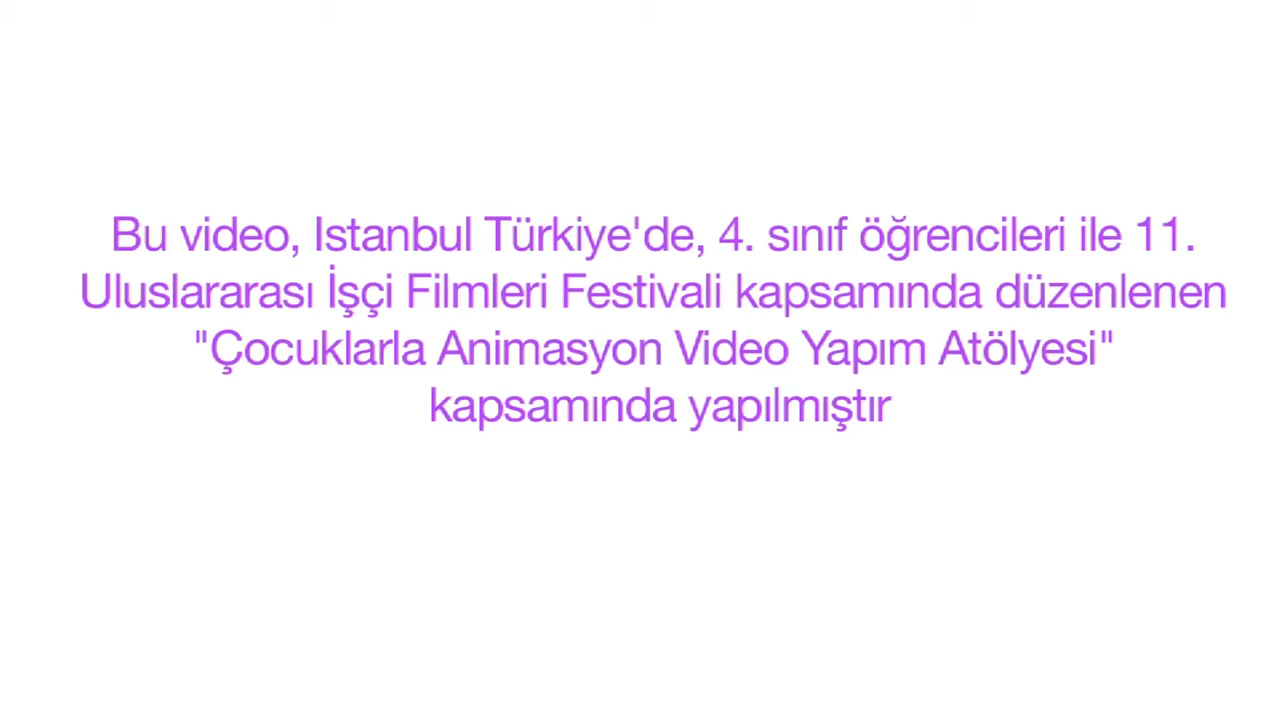 Bu video, Istanbul Türkiye'de, 4. sınıf öğrencileri ile 11.
Uluslararası İşçi Filmleri Festivali kapsamında düzenlenen
"Çocuklarla Animasyon Video Yapım Atölyesi"
kapsamında yapılmıştır